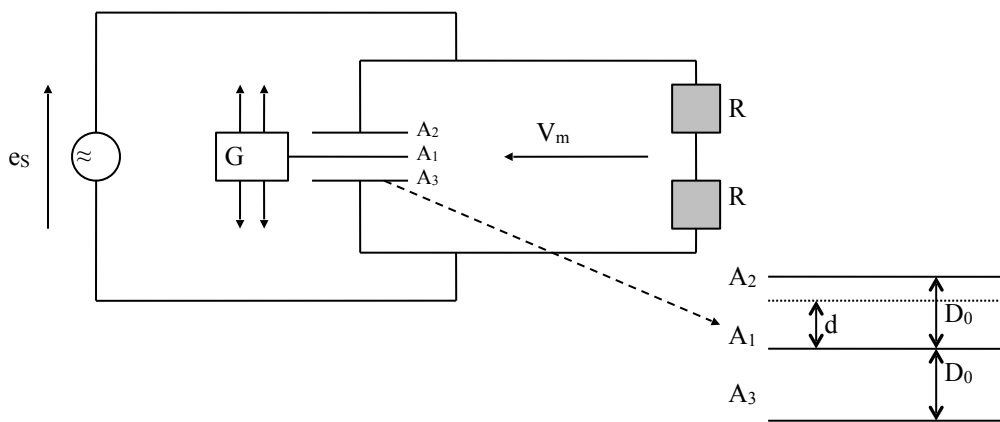 R
A₂
Vₘ
eₛ
≈
G
A₁
A₃
R
A₂
D₀
d
A₁
D₀
A₃